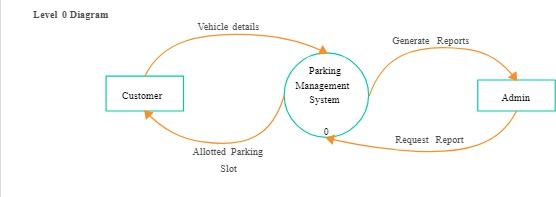 Level 0 Diagram
Vehicle details
Generate Reports
Parking
Management
System
0
Customer
Admin
Request Report
Allotted Parking
Slot